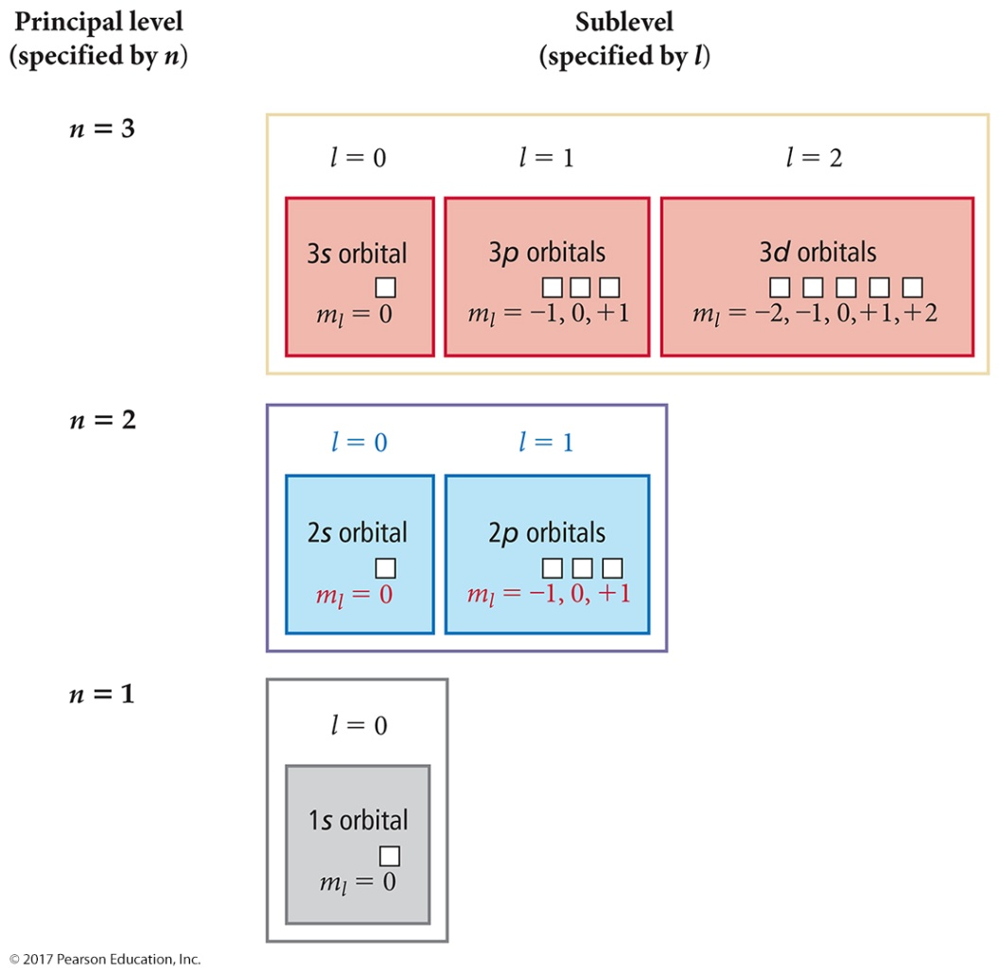 Principal level
(specified by n)
Sublevel
(specified by l)
n = 3
l = 0
l = 1
l = 2
3s orbital
m_l = 0
3p orbitals
m_l = −1, 0, +1
3d orbitals
m_l = −2, −1, 0,+1,+2
n = 2
l = 0
l = 1
2s orbital
m_l = 0
2p orbitals
m_l = −1, 0, +1
n = 1
l = 0
1s orbital
m_l = 0
© 2017 Pearson Education, Inc.